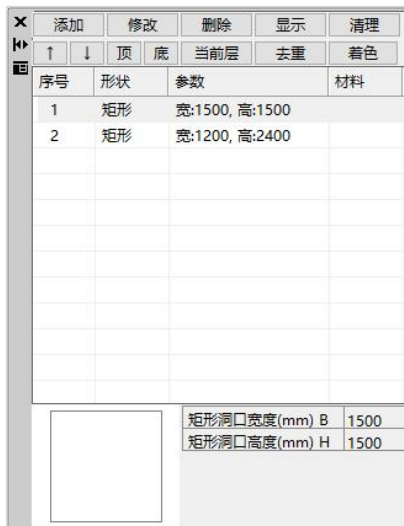 添加 修改 删除 显示 清理
↑ ↓ 顶 底 当前层 去重 着色
序号 形状 参数 材料
1 矩形 宽:1500, 高:1500
2 矩形 宽:1200, 高:2400
矩形洞口宽度(mm) B 1500
矩形洞口高度(mm) H 1500